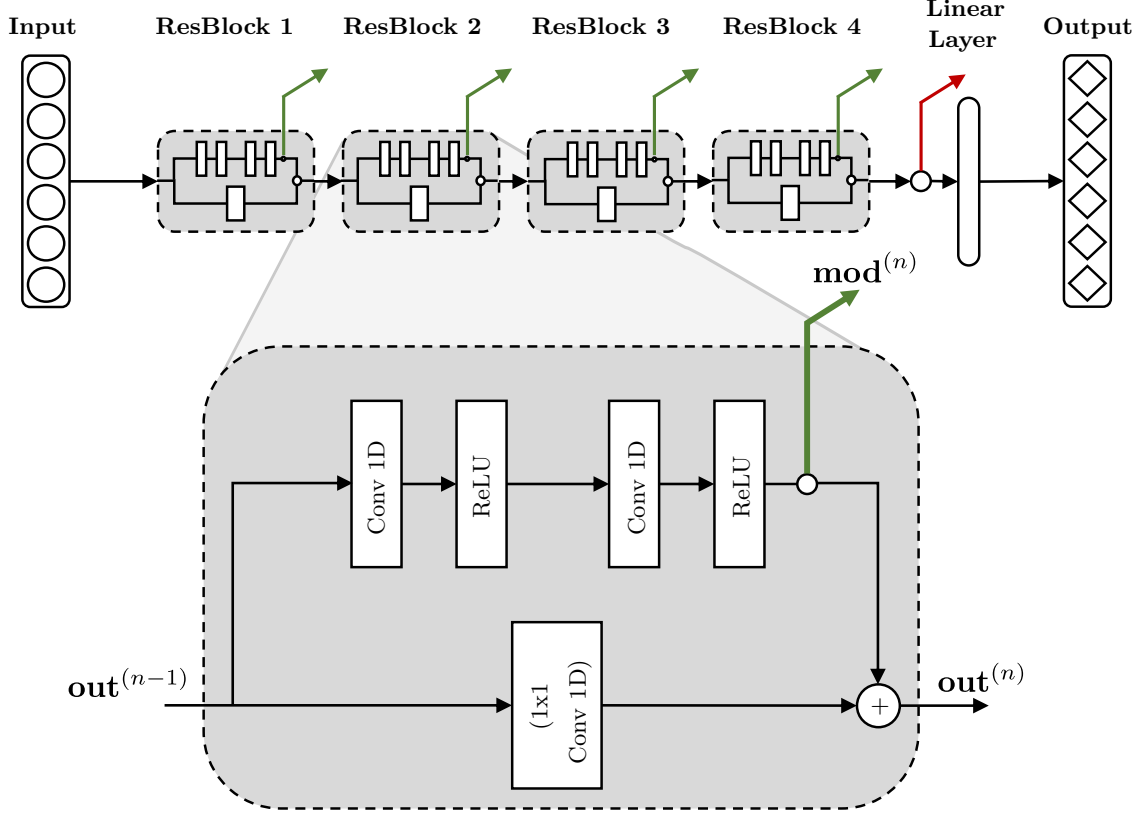 Input
ResBlock 1
ResBlock 2
ResBlock 3
ResBlock 4
Linear
Layer
Output
mod^(n)
Conv 1D
ReLU
Conv 1D
ReLU
out^(n−1)
(1x1
Conv 1D)
+
out^(n)